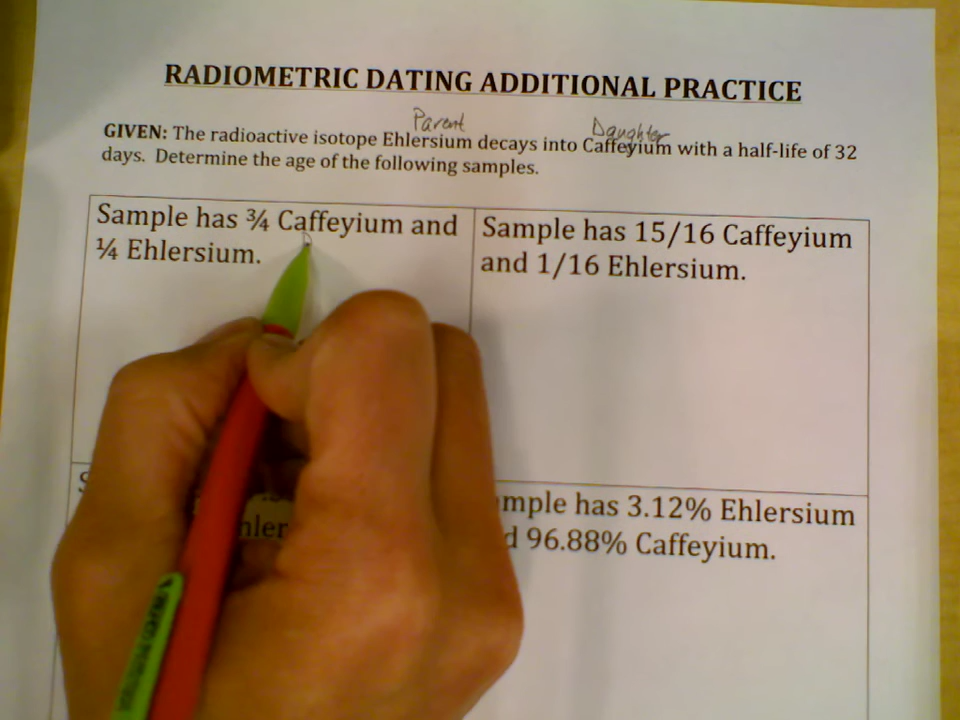 RADIOMETRIC DATING ADDITIONAL PRACTICE
Parent Daughter
GIVEN: The radioactive isotope Ehlersium decays into Caffeyium with a half-life of 32
days. Determine the age of the following samples.
Sample has ¾ Caffeyium and
¼ Ehlersium.
Sample has 15/16 Caffeyium
and 1/16 Ehlersium.
mple has 3.12% Ehlersium
d 96.88% Caffeyium.